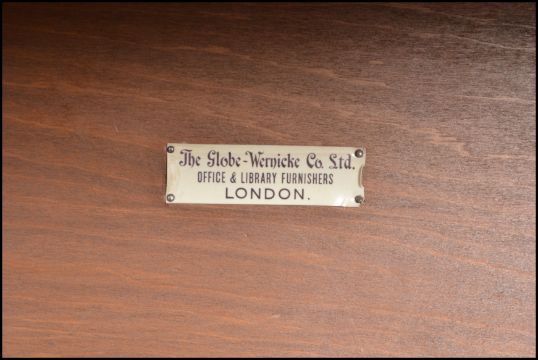 The Globe-Wernicke Co. Ltd.
OFFICE & LIBRARY FURNISHERS
LONDON.